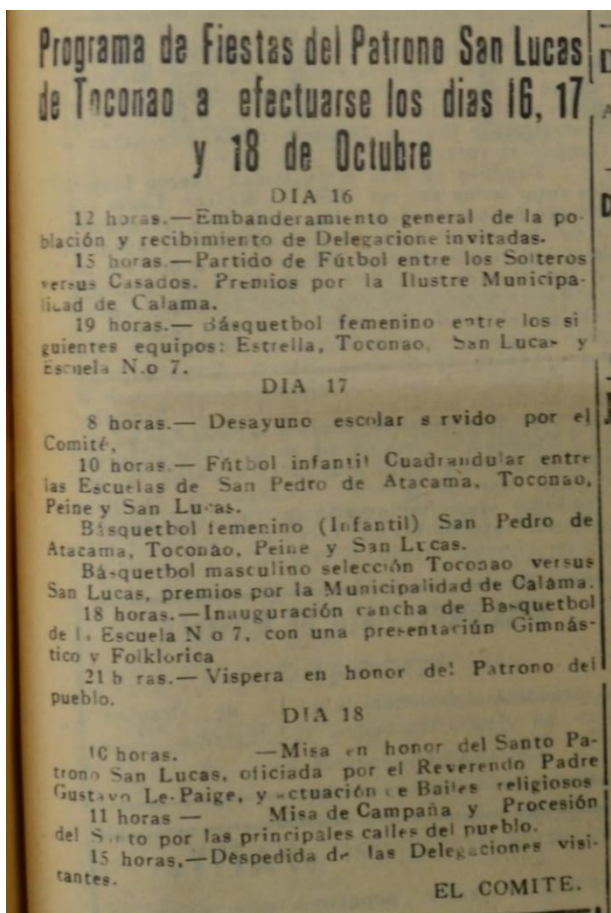 Programa de Fiestas del Patrono San Lucas
de Toconao a efectuarse los dias 16, 17
y 18 de Octubre
DIA 16
12 horas.—Embanderamiento general de la po-
blación y recibimiento de Delegacione invitadas.
15 horas.—Partido de Fútbol entre los Solteros
versus Casados. Premios por la Ilustre Municipa-
lidad de Calama.
19 horas.— Básquetbol femenino entre los si
guientes equipos: Estrella, Toconao, San Lucas y
Escuela N.o 7.
DIA 17
8 horas.— Desayuno escolar s rvido por el
Comité,
10 horas.— Fútbol infantil Cuadrandular entre
las Escuelas de San Pedro de Atacama, Toconao,
Peine y San Lucas.
Básquetbol femenino (Infantil) San Pedro de
Atacama, Toconao, Peine y San Lucas.
Básquetbol masculino selección Toconao versus
San Lucas, premios por la Municipalidad de Calama.
18 horas.—Inauguración cancha de Basquetbol
de la Escuela N o 7, con una presentación Gimnás-
tico y Folklorica
21 h ras.— Vispera en honor del Patrono del
pueblo.
DIA 18
10 horas. —Misa en honor del Santo Pa-
trono San Lucas, oficiada por el Reverendo Padre
Gustavo Le-Paige, y actuación de Bailes religiosos
11 horas — Misa de Campaña y Procesión
del Santo por las principales calles del pueblo.
15 horas,—Despedida de las Delegaciones visi-
tantes.
EL COMITE.